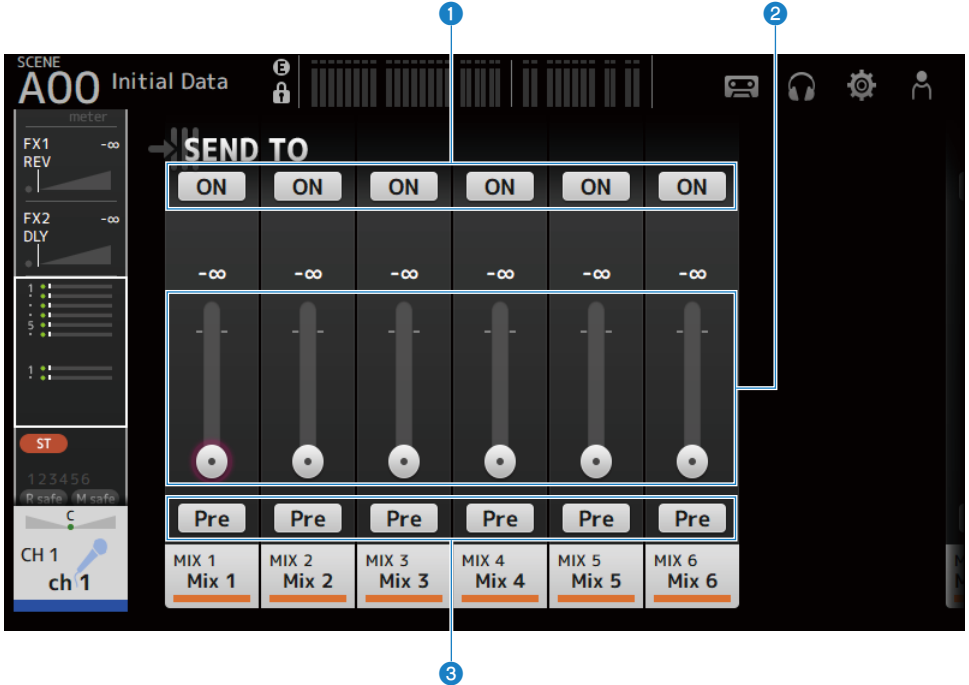 1
2
SCENE
A00 Initial Data
E
meter
FX1 -∞
REV
FX2 -∞
DLY
SEND TO
ON ON ON ON ON ON
-∞ -∞ -∞ -∞ -∞ -∞
1
5
1
ST
123456
R safe M safe
Pre Pre Pre Pre Pre Pre
C
CH 1
ch 1
MIX 1 MIX 2 MIX 3 MIX 4 MIX 5 MIX 6
Mix 1 Mix 2 Mix 3 Mix 4 Mix 5 Mix 6
3